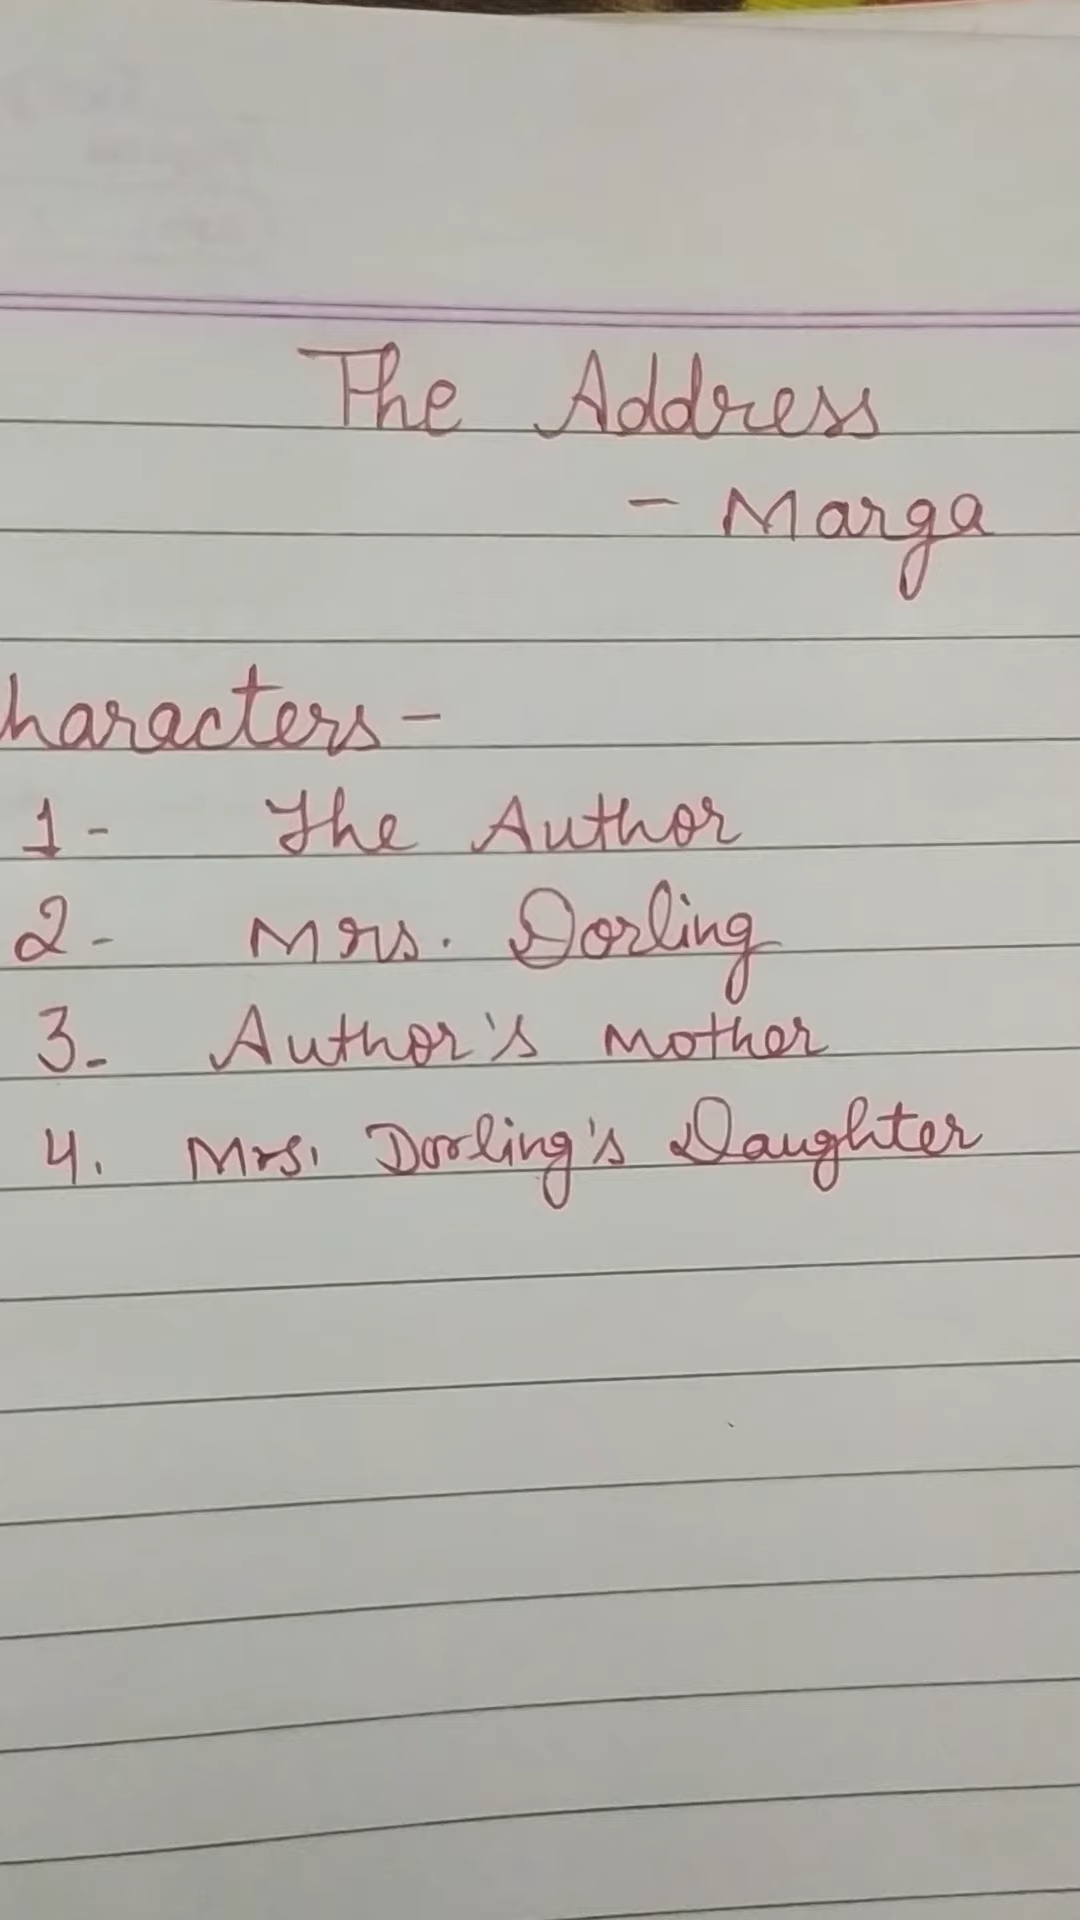 The Address
- Marga
haracters -
1- The Author
2- Mrs. Dorling
3- Author's mother
4. Mrs. Dorling's Daughter